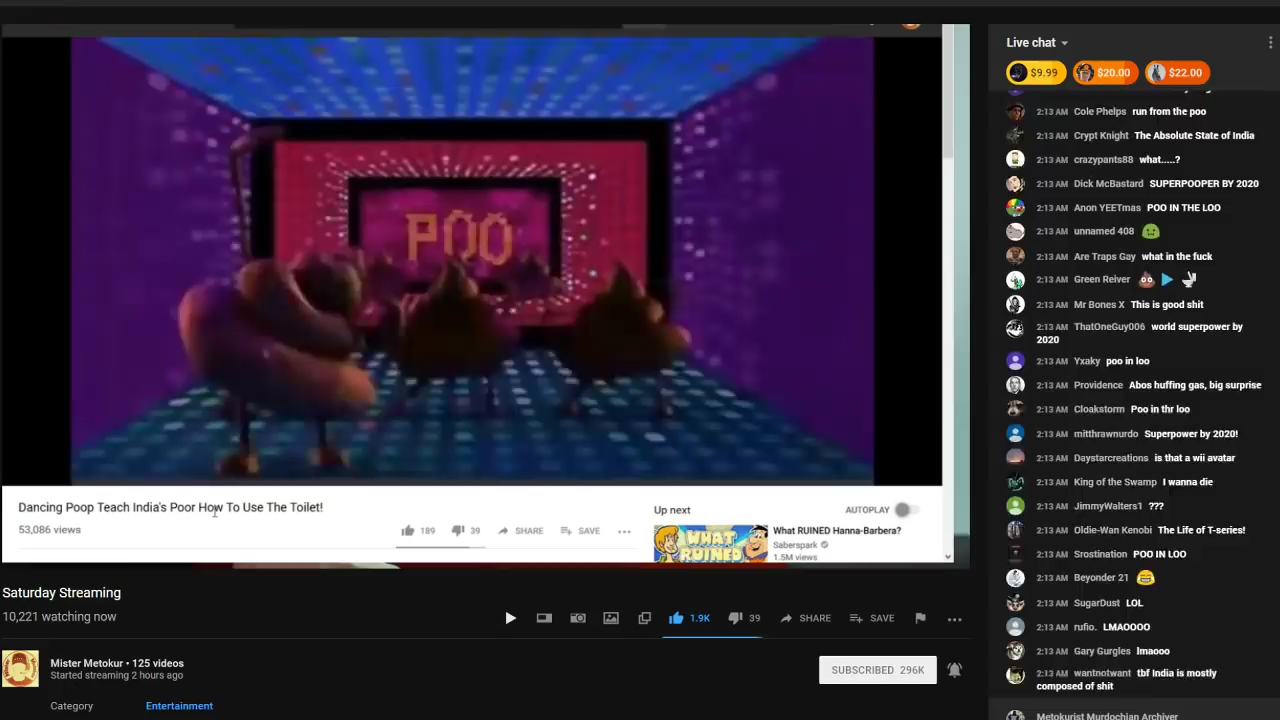 POO
Dancing Poop Teach India's Poor How To Use The Toilet!
53,086 views
189
39
SHARE
SAVE
Up next
AUTOPLAY
WHAT
RUINED
What RUINED Hanna-Barbera?
Saberspark
1.5M views
Saturday Streaming
10,221 watching now
1.9K
39
SHARE
SAVE
Mister Metokur • 125 videos
Started streaming 2 hours ago
SUBSCRIBED 296K
Category
Entertainment
Live chat
$9.99
$20.00
$22.00
2:13 AM Cole Phelps run from the poo
2:13 AM Crypt Knight The Absolute State of India
2:13 AM crazypants88 what.....?
2:13 AM Dick McBastard SUPERPOOPER BY 2020
2:13 AM Anon YEETmas POO IN THE LOO
2:13 AM unnamed 408
2:13 AM Are Traps Gay what in the fuck
2:13 AM Green Reiver
2:13 AM Mr Bones X This is good shit
2:13 AM ThatOneGuy006 world superpower by
2020
2:13 AM Yxaky poo in loo
2:13 AM Providence Abos huffing gas, big surprise
2:13 AM Cloakstorm Poo in thr loo
2:13 AM mitthrawnurdo Superpower by 2020!
2:13 AM Daystarcreations is that a wii avatar
2:13 AM King of the Swamp I wanna die
2:13 AM JimmyWalters1 ???
2:13 AM Oldie-Wan Kenobi The Life of T-series!
2:13 AM Srostination POO IN LOO
2:13 AM Beyonder 21
2:13 AM SugarDust LOL
2:13 AM rufio. LMAOOOO
2:13 AM Gary Gurgles lmaooo
2:13 AM wantnotwant tbf India is mostly
composed of shit
Metokurist Murdochian Archiver